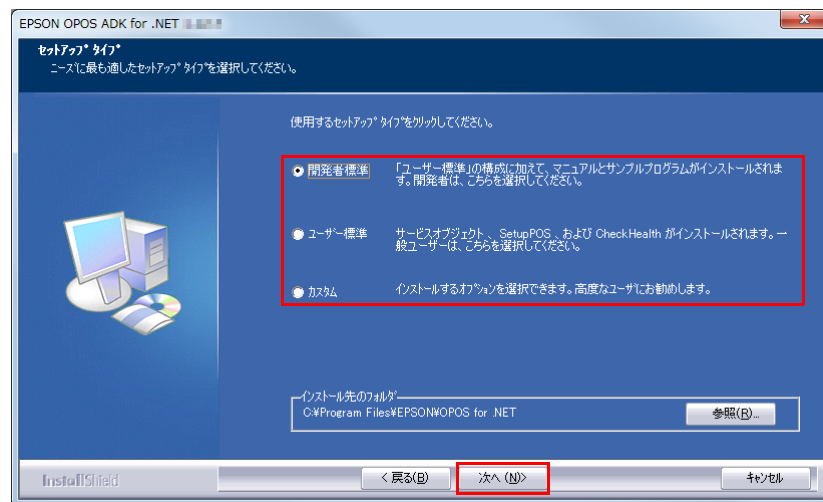 EPSON OPOS ADK for .NET
セットアップ タイプ
ニーズに最も適したセットアップ タイプを選択してください。
使用するセットアップ タイプをクリックしてください。
開発者標準
「ユーザー標準」の構成に加えて、マニュアルとサンプルプログラムがインストールされま
す。開発者は、こちらを選択してください。
ユーザー標準
サービスオブジェクト 、 SetupPOS 、および CheckHealth がインストールされます。一
般ユーザーは、こちらを選択してください。
カスタム
インストールするオプションを選択できます。高度なユーザにお勧めします。
インストール先のフォルダ
C:¥Program Files¥EPSON¥OPOS for .NET
参照(R)...
InstallShield
< 戻る(B)
次へ (N)>
キャンセル